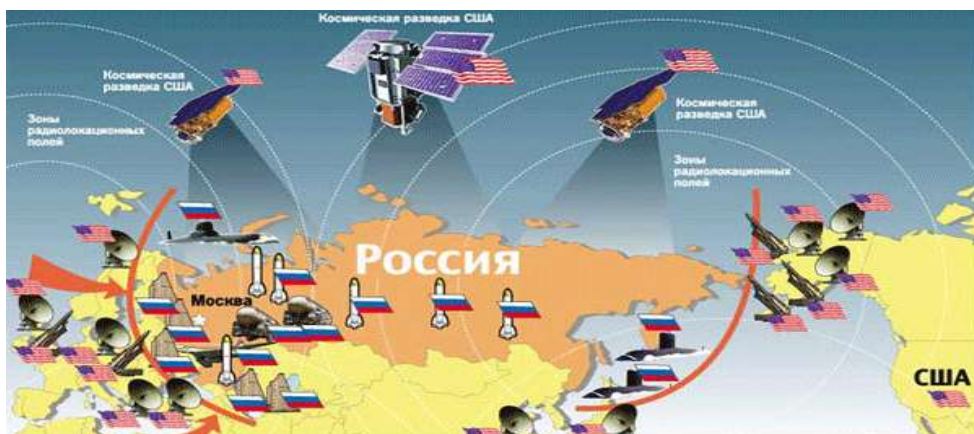 Космическая разведка США
Космическая
разведка США
Зоны
радиолокационных
полей
Космическая
разведка США
Зоны
радиолокационных
полей
Россия
Москва
США